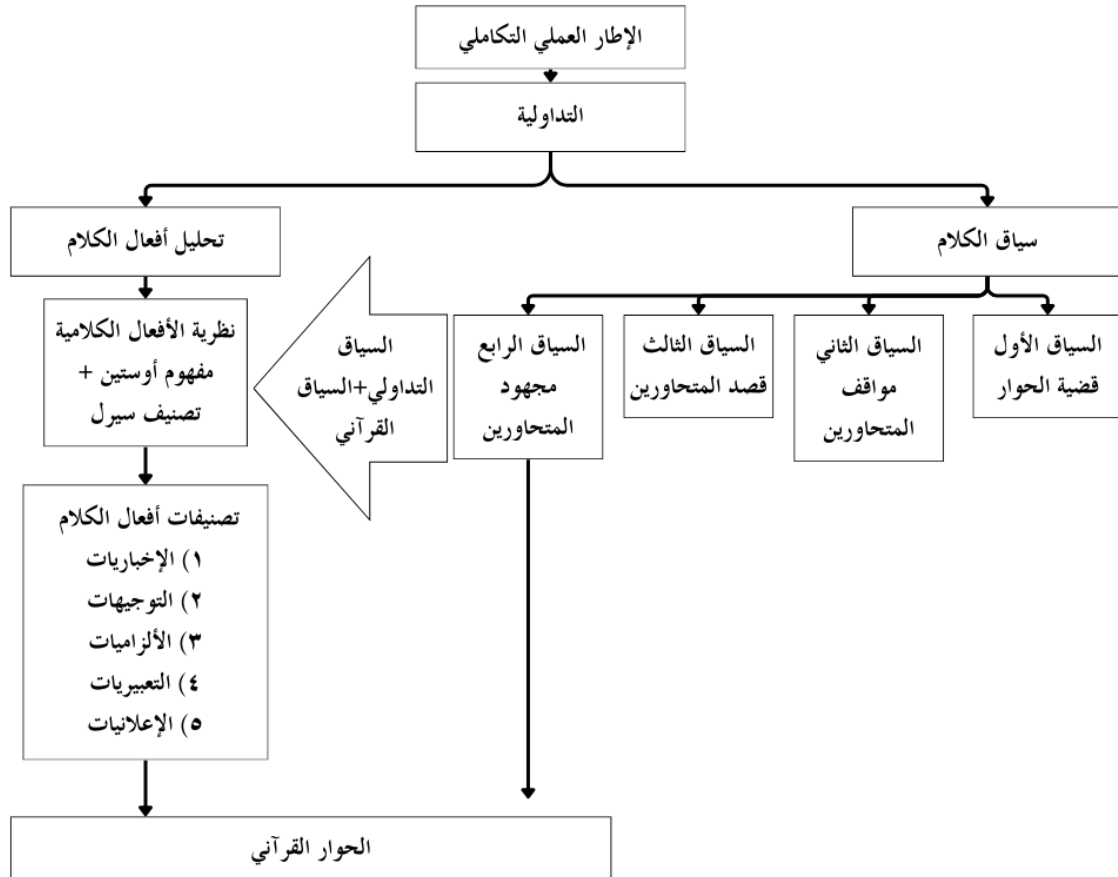 الإطار العملي التكاملي
التداولية
سياق الكلام
تحليل أفعال الكلام
السياق الأول
قضية الحوار
السياق الثاني
مواقف
المتحاورين
السياق الثالث
قصد المتحاورين
السياق الرابع
مجهود
المتحاورين
السياق
التداولي+السياق
القرآني
نظرية الأفعال الكلامية
مفهوم أوستين +
تصنيف سيرل
تصنيفات أفعال الكلام
١) الإخباريات
٢) التوجيهات
٣) الألزاميات
٤) التعبيريات
٥) الإعلانيات
الحوار القرآني